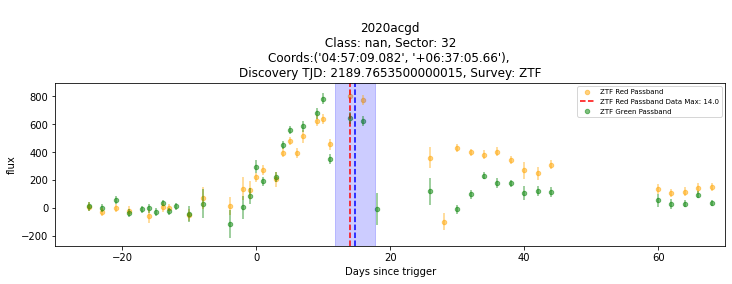 2020acgd
Class: nan, Sector: 32
Coords:('04:57:09.082', '+06:37:05.66'),
Discovery TJD: 2189.7653500000015, Survey: ZTF
ZTF Red Passband
ZTF Red Passband Data Max: 14.0
ZTF Green Passband
800
600
400
200
0
−200
flux
−20 0 20 40 60
Days since trigger